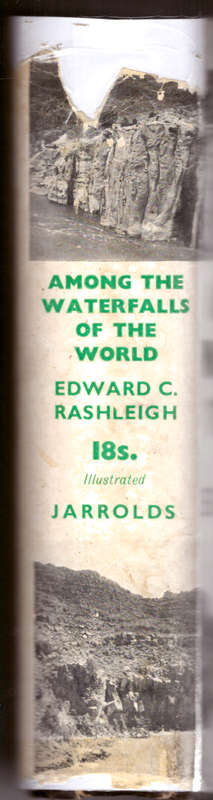 AMONG THE
WATERFALLS
OF THE
WORLD
EDWARD C.
RASHLEIGH
18s.
Illustrated
JARROLDS